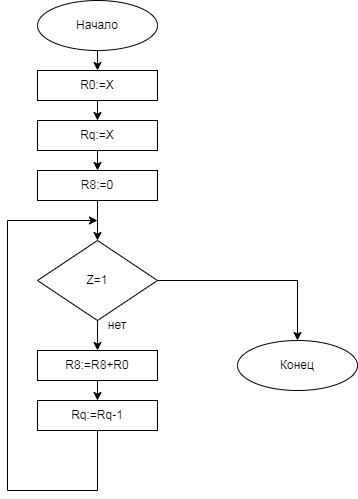 Начало
R0:=X
Rq:=X
R8:=0
Z=1
нет
R8:=R8+R0
Конец
Rq:=Rq-1